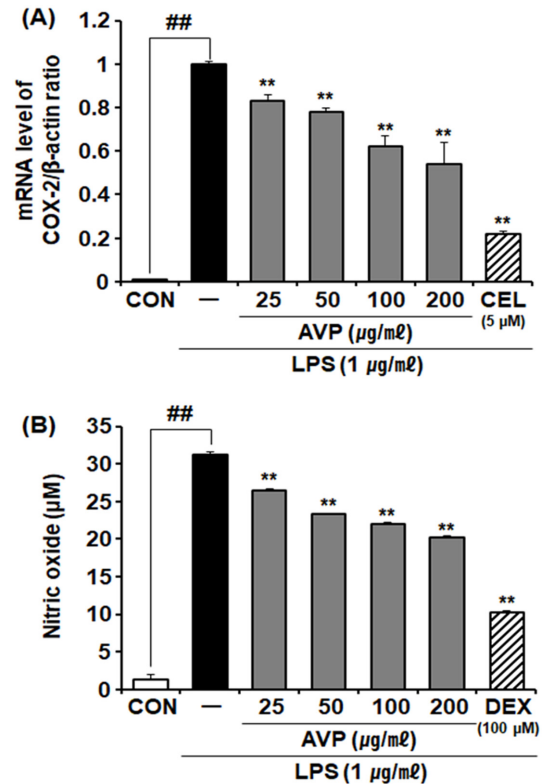 (A)
##
mRNA level of
COX-2/β-actin ratio
1.2
1
0.8
0.6
0.4
0.2
0
**
**
**
**
**
CON — 25 50 100 200 CEL
(5 μM)
AVP (㎍/㎖)
LPS (1 ㎍/㎖)
(B)
##
Nitric oxide (μM)
35
30
25
20
15
10
5
0
**
**
**
**
**
CON — 25 50 100 200 DEX
(100 μM)
AVP (㎍/㎖)
LPS (1 ㎍/㎖)